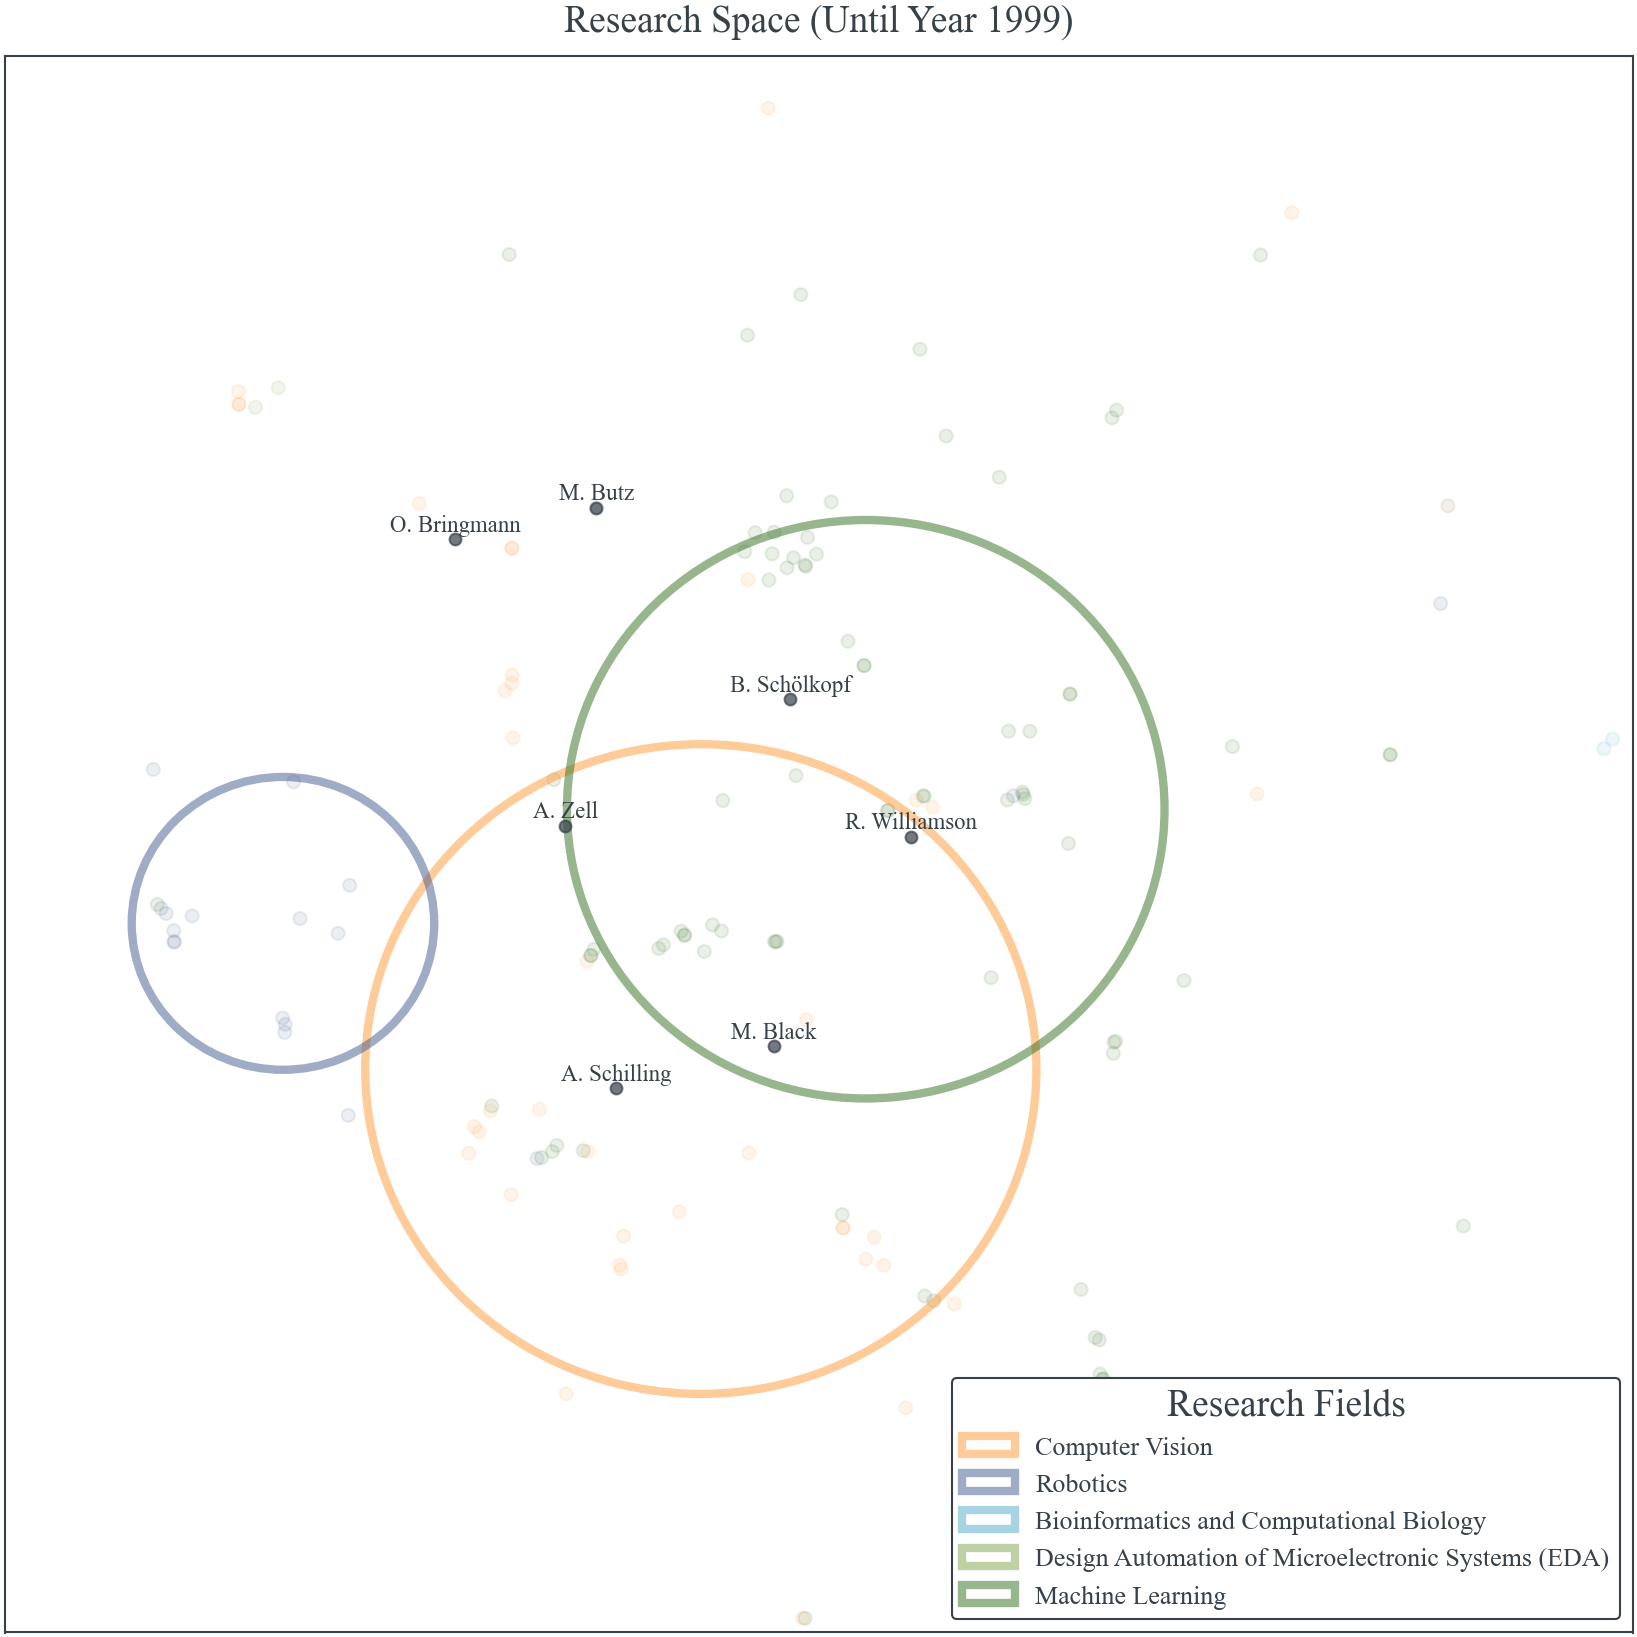 Research Space (Until Year 1999)
M. Butz
O. Bringmann
B. Schölkopf
A. Zell
R. Williamson
M. Black
A. Schilling
Research Fields
Computer Vision
Robotics
Bioinformatics and Computational Biology
Design Automation of Microelectronic Systems (EDA)
Machine Learning